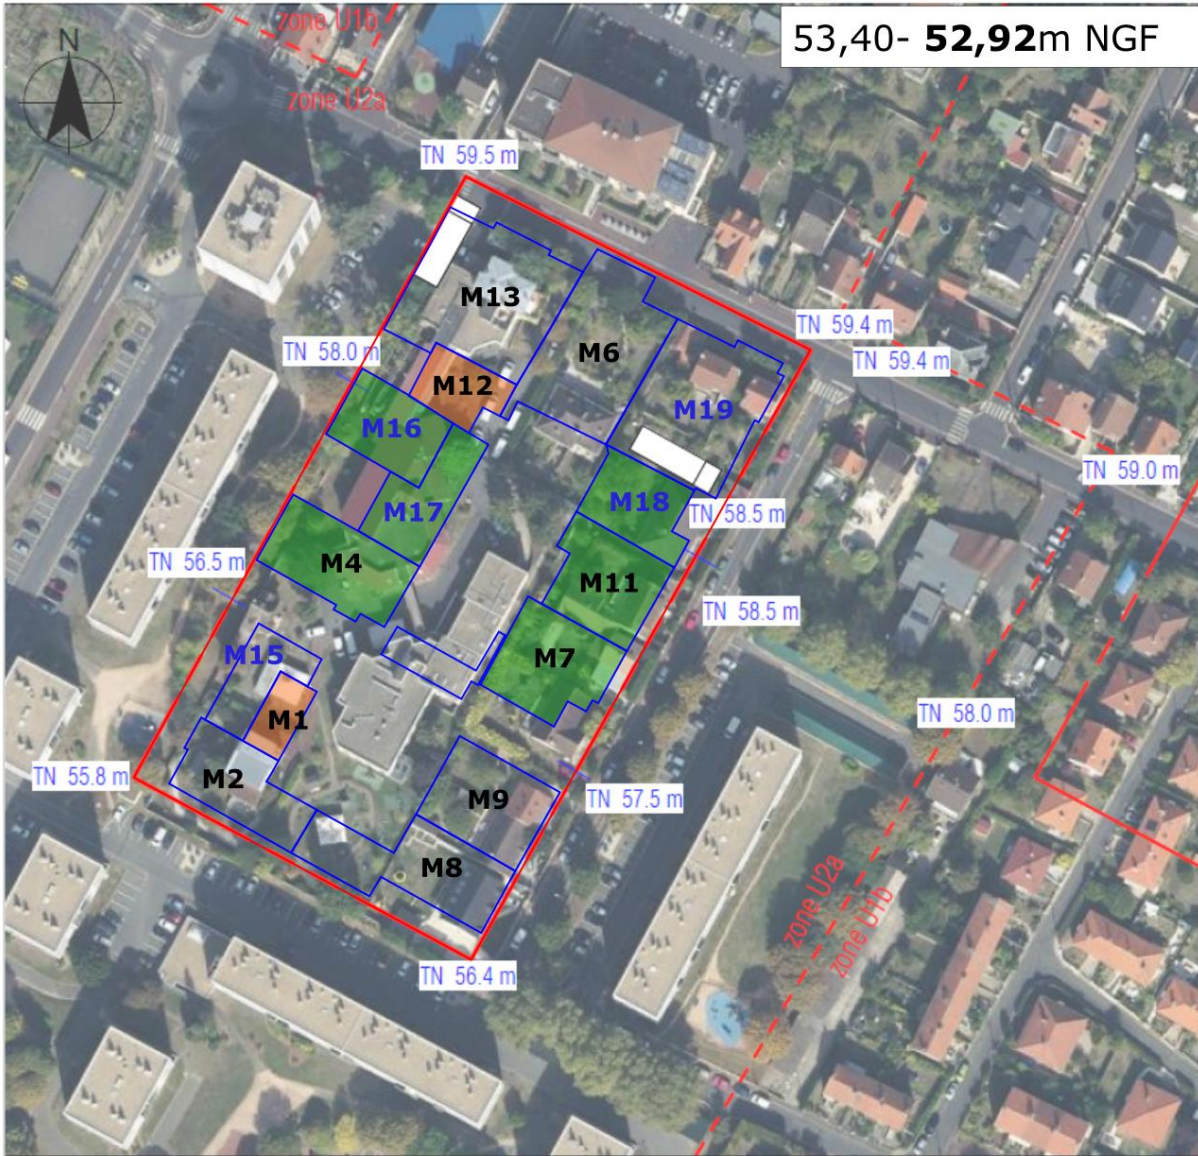 53,40- 52,92m NGF
zone U1b
N
zone U2a
TN 59.5 m
M13
TN 59.4 m
TN 58.0 m
M6
TN 59.4 m
M12
M19
M16
TN 59.0 m
M17
M18
TN 58.5 m
TN 56.5 m
M4
M11
TN 58.5 m
M15
M7
M1
TN 58.0 m
TN 55.8 m
M2
M9
TN 57.5 m
M8
zone U2a
zone U1b
TN 56.4 m